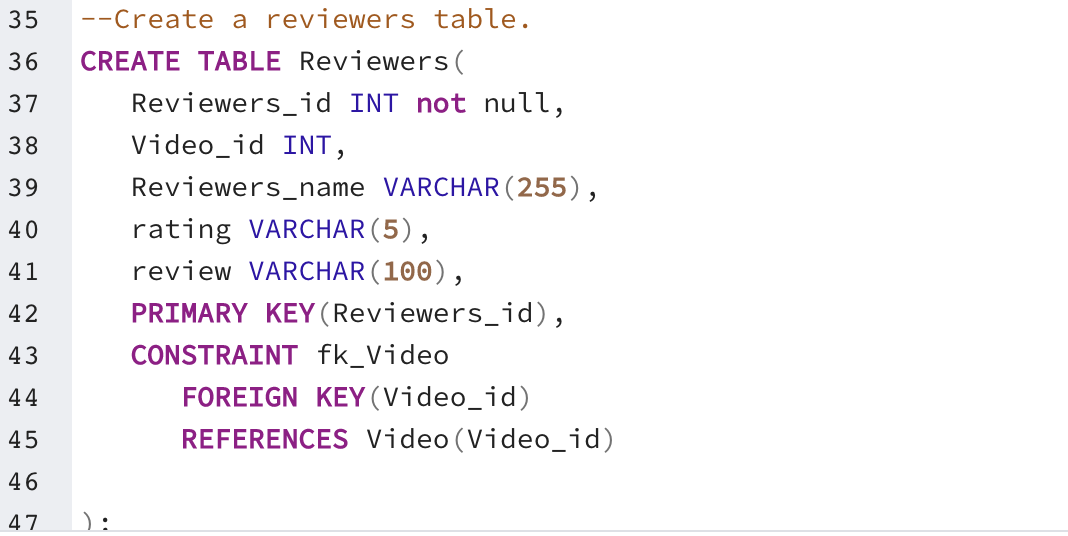 35 --Create a reviewers table.
36 CREATE TABLE Reviewers(
37 Reviewers_id INT not null,
38 Video_id INT,
39 Reviewers_name VARCHAR(255),
40 rating VARCHAR(5),
41 review VARCHAR(100),
42 PRIMARY KEY(Reviewers_id),
43 CONSTRAINT fk_Video
44 FOREIGN KEY(Video_id)
45 REFERENCES Video(Video_id)
46
47 );